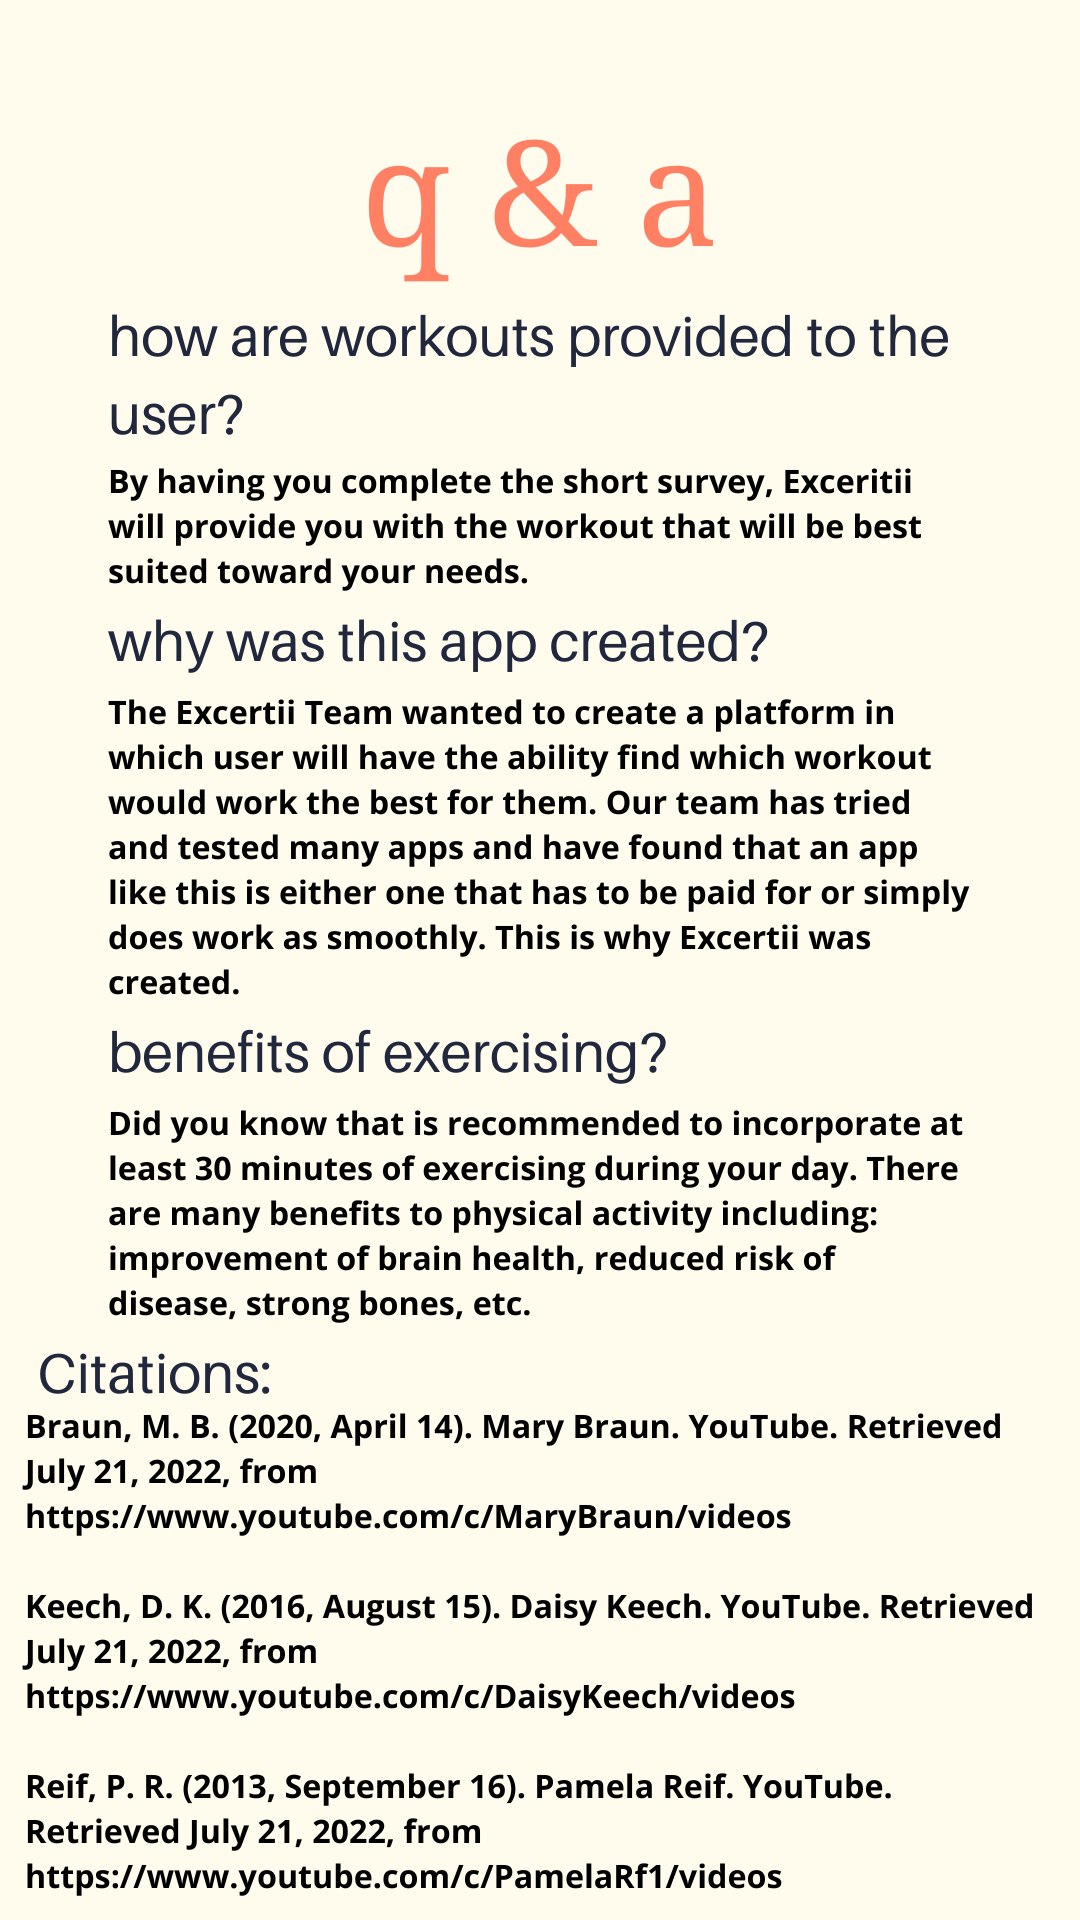 q & a
how are workouts provided to the
user?
By having you complete the short survey, Exceritii
will provide you with the workout that will be best
suited toward your needs.
why was this app created?
The Excertii Team wanted to create a platform in
which user will have the ability find which workout
would work the best for them. Our team has tried
and tested many apps and have found that an app
like this is either one that has to be paid for or simply
does work as smoothly. This is why Excertii was
created.
benefits of exercising?
Did you know that is recommended to incorporate at
least 30 minutes of exercising during your day. There
are many benefits to physical activity including:
improvement of brain health, reduced risk of
disease, strong bones, etc.
Citations:
Braun, M. B. (2020, April 14). Mary Braun. YouTube. Retrieved
July 21, 2022, from
https://www.youtube.com/c/MaryBraun/videos
Keech, D. K. (2016, August 15). Daisy Keech. YouTube. Retrieved
July 21, 2022, from
https://www.youtube.com/c/DaisyKeech/videos
Reif, P. R. (2013, September 16). Pamela Reif. YouTube.
Retrieved July 21, 2022, from
https://www.youtube.com/c/PamelaRf1/videos